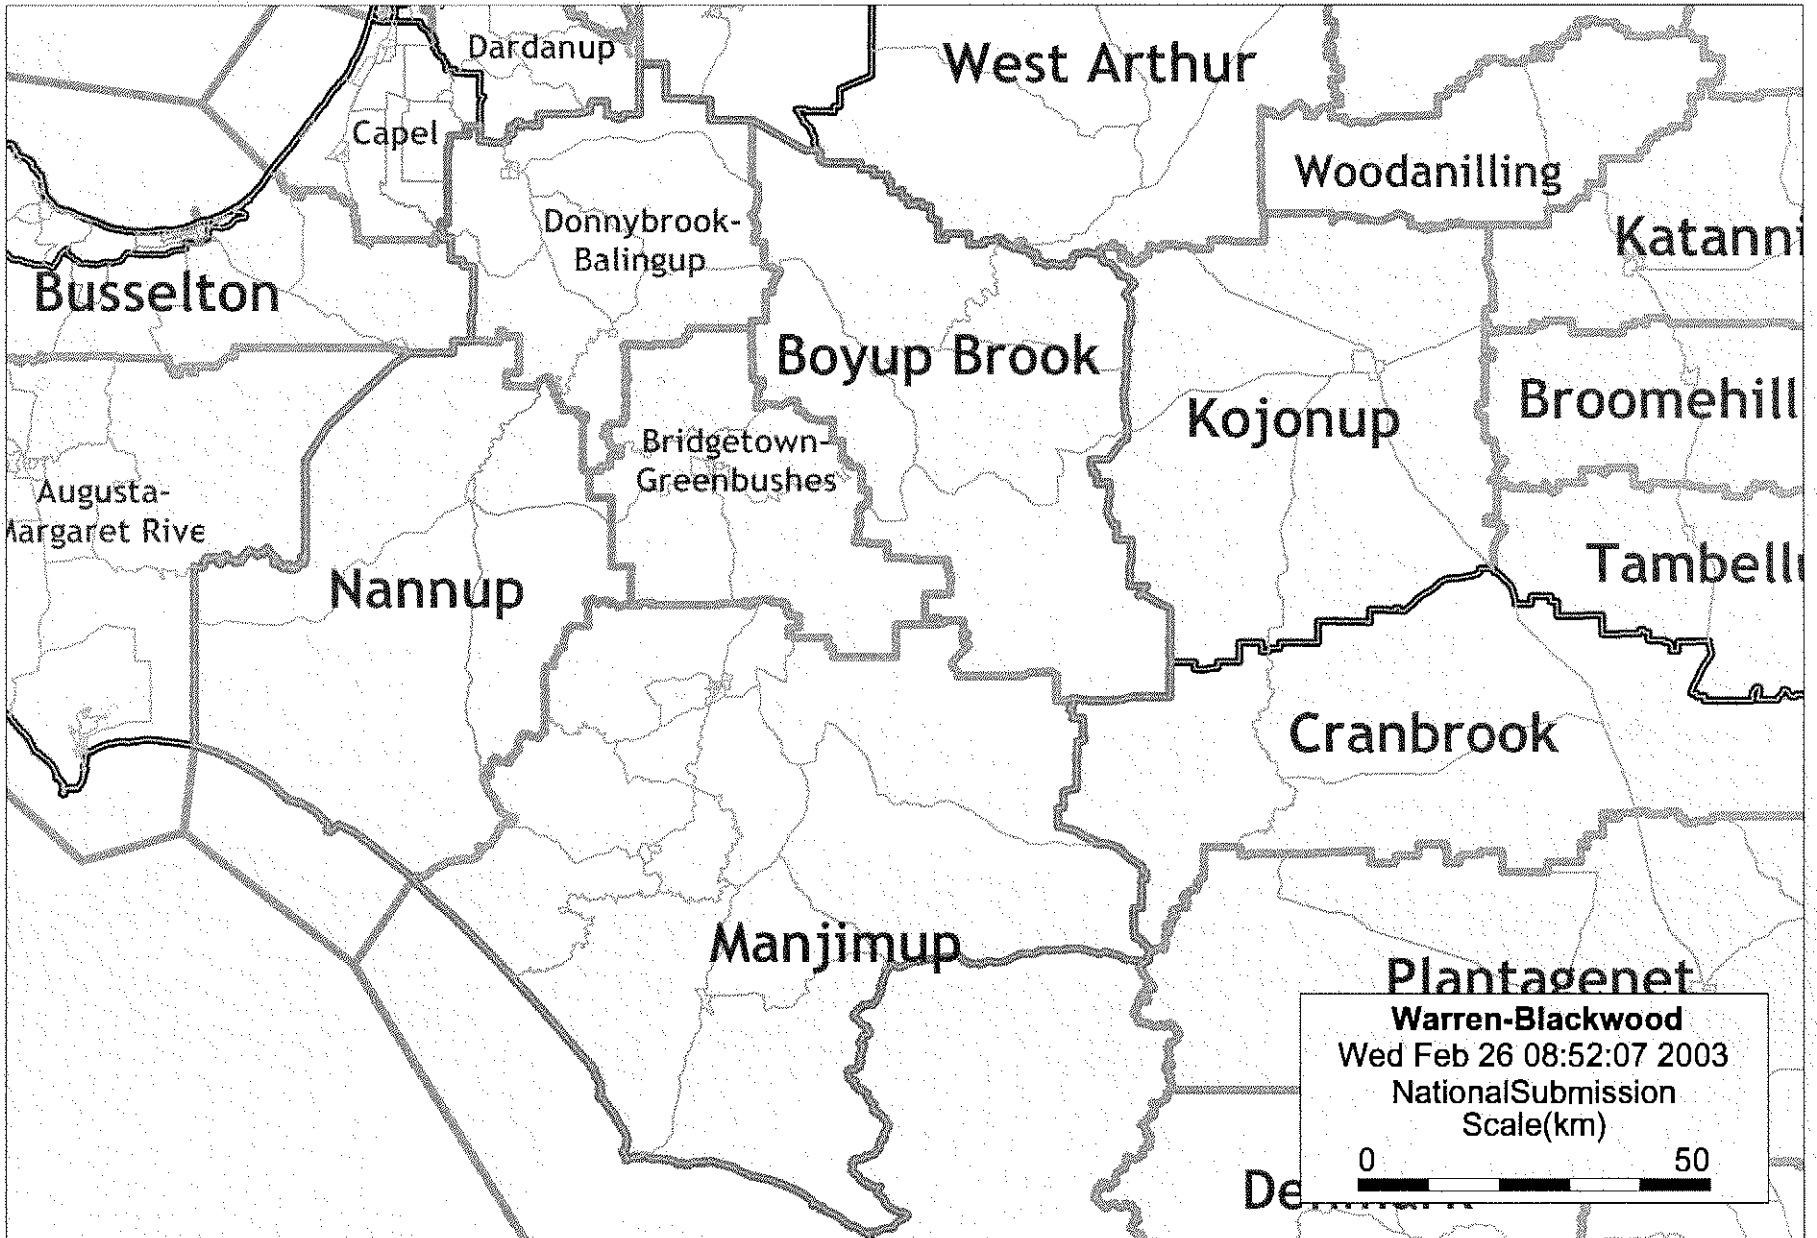 Dardanup
West Arthur
Capel
Woodanilling
Donnybrook-
Balingup
Katanni
Busselton
Boyup Brook
Broomehill
Kojonup
Bridgetown-
Greenbushes
Augusta-
Margaret Rive
Tambellu
Nannup
Cranbrook
Manjimup
Plantagenet
Warren-Blackwood
Wed Feb 26 08:52:07 2003
NationalSubmission
Scale(km)
0 50